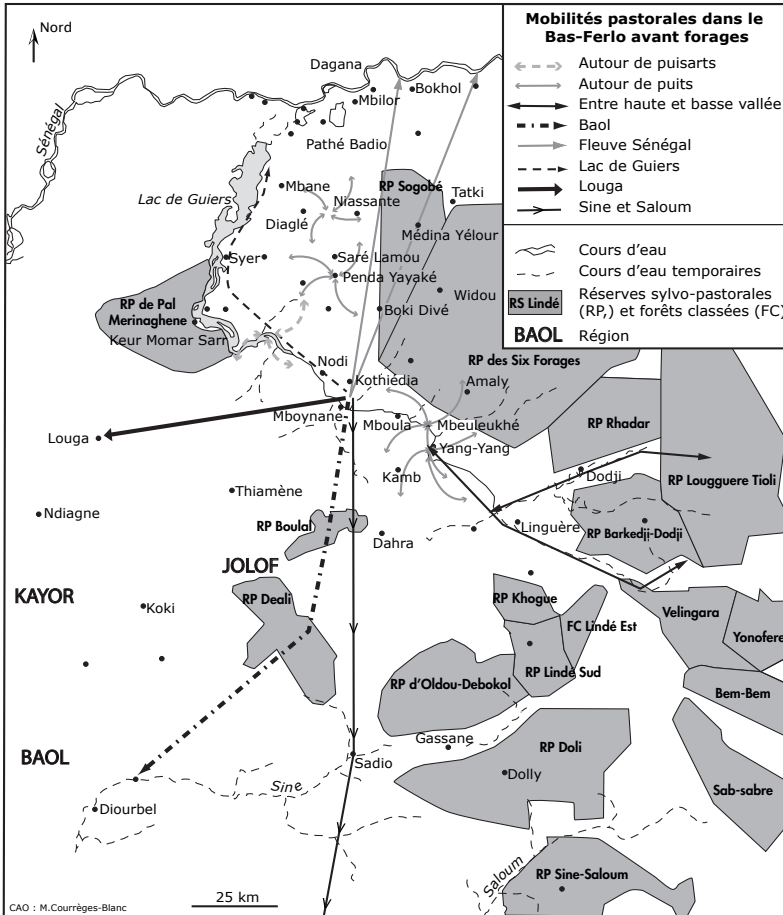 Nord
Mobilités pastorales dans le
Bas-Ferlo avant forages
Autour de puisarts
Autour de puits
Entre haute et basse vallée
Baol
Fleuve Sénégal
Lac de Guiers
Louga
Sine et Saloum
Cours d'eau
Cours d'eau temporaires
RS Lindé
Réserves sylvo-pastorales
(RP,) et forêts classées (FC)
BAOL
Région
Dagana
Bokhol
Mbilor
Sénégal
Pathé Badio
Lac de Guiers
Mbane
RP Sogobé
Tatki
Niassante
Diaglé
Médina Yélour
Syer
Saré Lamou
Penda Yayaké
Widou
RP de Pal
Merinaghene
Boki Divé
Keur Momar Sarr
Nodi
RP des Six Forages
Kothiédia
Amaly
Mboynane
Mboula
Mbeuleukhé
RP Rhadar
Louga
Yang-Yang
Kamb
Dodji
RP Lougguere Tioli
Thiamène
Ndiagne
RP Boulal
Linguère
RP Barkedji-Dodji
Dahra
JOLOF
KAYOR
RP Deali
Koki
RP Khogue
FC Lindé Est
Velingara
Yonofere
RP d'Oldou-Debokol
RP Lindé Sud
Bem-Bem
Gassane
RP Doli
BAOL
Sadio
Dolly
Sine
Sab-sabre
Diourbel
Saloum
RP Sine-Saloum
25 km
CAO : M.Courrèges-Blanc